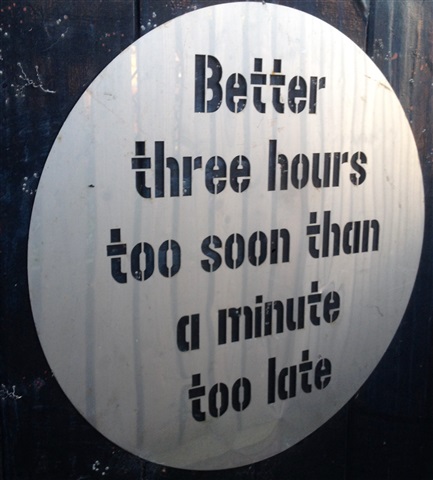 Better
three hours
too soon than
a minute
too late